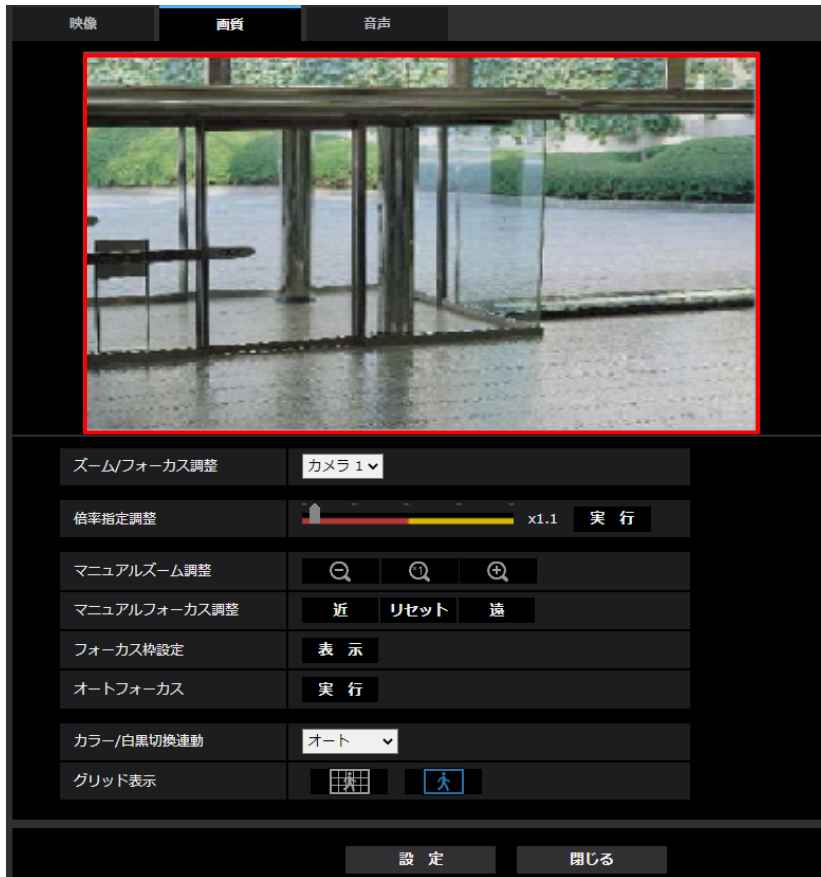 映像 画質 音声
ズーム/フォーカス調整 カメラ 1
倍率指定調整 x1.1 実 行
マニュアルズーム調整 ×1
マニュアルフォーカス調整 近 リセット 遠
フォーカス枠設定 表 示
オートフォーカス 実 行
カラー/白黒切換連動 オート
グリッド表示
設 定 閉じる